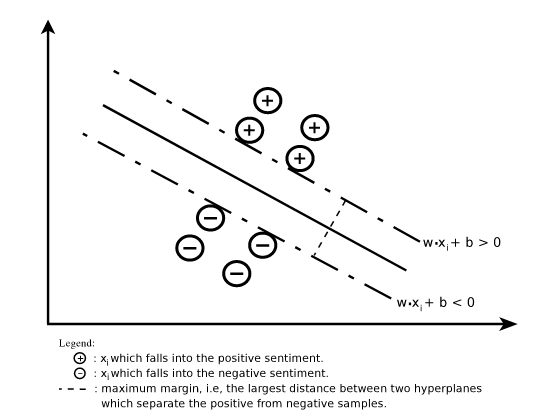 w•xᵢ + b > 0
w•xᵢ + b < 0
Legend:
+ : xᵢ which falls into the positive sentiment.
− : xᵢ which falls into the negative sentiment.
- - - : maximum margin, i.e, the largest distance between two hyperplanes
which separate the positive from negative samples.